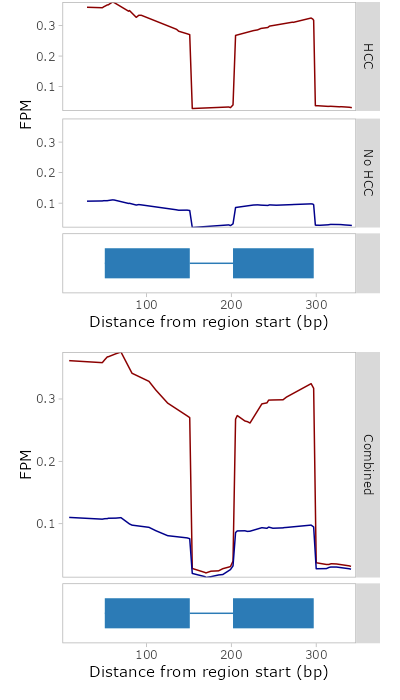 0.3
0.2
0.1
HCC
FPM
0.3
0.2
0.1
No HCC
100 200 300
Distance from region start (bp)
0.3
0.2
0.1
FPM
Combined
100 200 300
Distance from region start (bp)